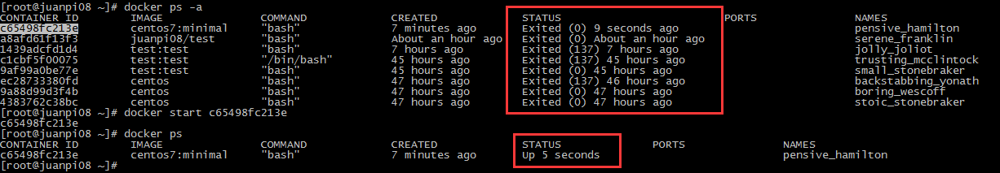 [root@juanpi08 ~]# docker ps -a
CONTAINER ID IMAGE COMMAND CREATED STATUS PORTS NAMES
c65498fc213e centos7:minimal "bash" 7 minutes ago Exited (0) 9 seconds ago pensive_hamilton
a8afd61f13f3 juanpi08/test "bash" About an hour ago Exited (0) About an hour ago serene_franklin
1439adcfd1d4 test:test "bash" 7 hours ago Exited (137) 7 hours ago jolly_joliot
c1cbf5f00075 test:test "/bin/bash" 45 hours ago Exited (137) 45 hours ago trusting_mcclintock
9af99a0be77e test:test "bash" 45 hours ago Exited (0) 45 hours ago small_stonebraker
ec28733380fd centos "bash" 47 hours ago Exited (137) 46 hours ago backstabbing_yonath
9a88d99d3f4b centos "bash" 47 hours ago Exited (0) 47 hours ago boring_wescoff
4383762c38bc centos "bash" 47 hours ago Exited (0) 47 hours ago stoic_stonebraker
[root@juanpi08 ~]# docker start c65498fc213e
c65498fc213e
[root@juanpi08 ~]# docker ps
CONTAINER ID IMAGE COMMAND CREATED STATUS PORTS NAMES
c65498fc213e centos7:minimal "bash" 7 minutes ago Up 5 seconds pensive_hamilton
[root@juanpi08 ~]#